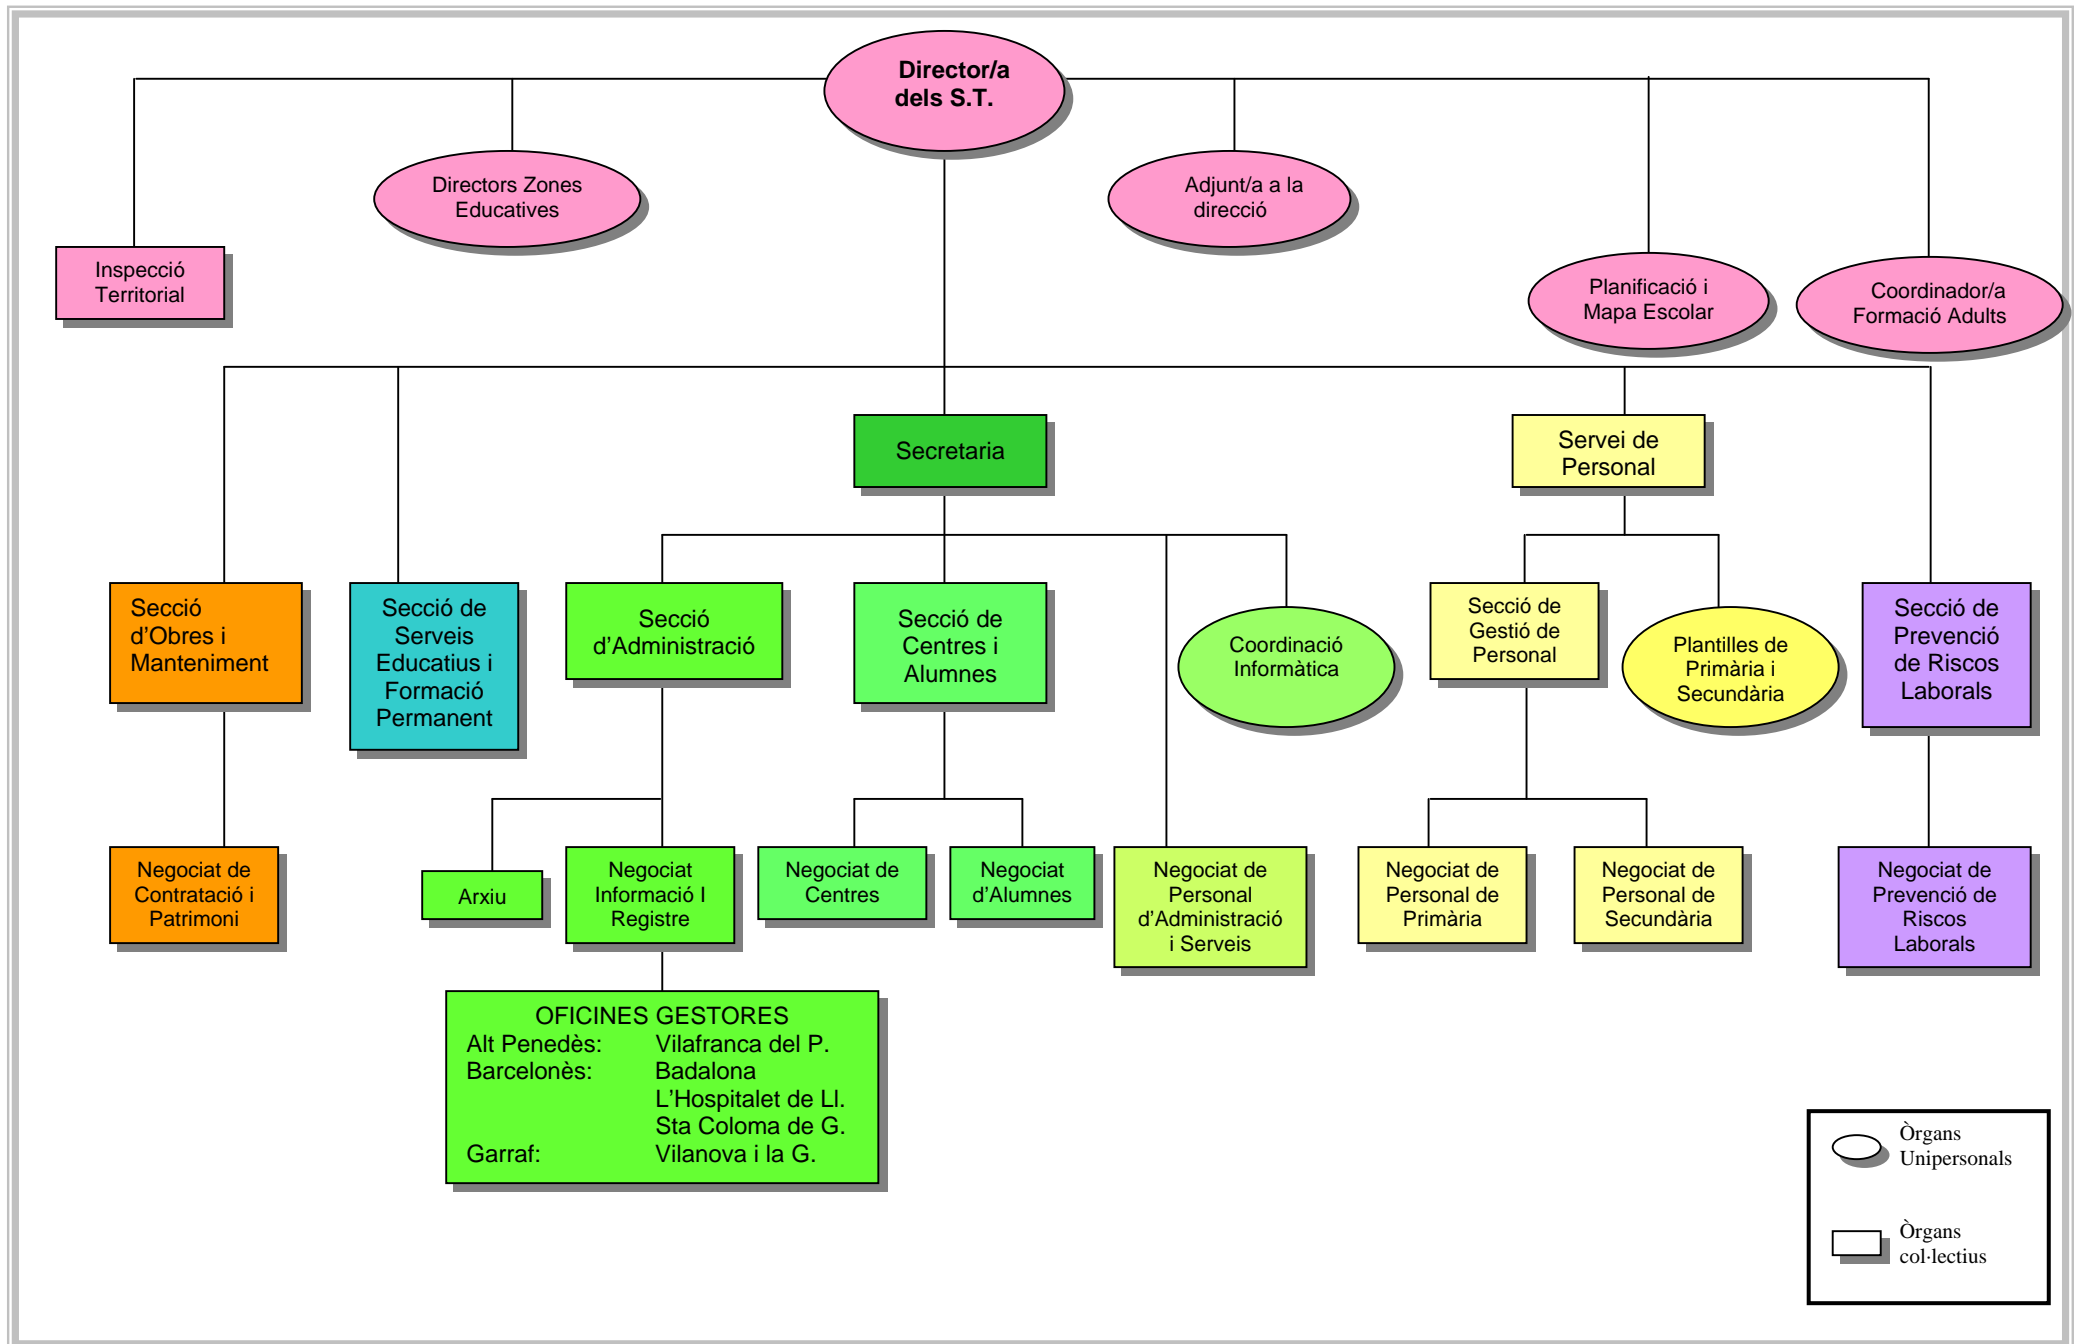 Director/a
dels S.T.
Directors Zones
Educatives
Adjunt/a a la
direcció
Inspecció
Territorial
Planificació i
Mapa Escolar
Coordinador/a
Formació Adults
Secretaria
Servei de
Personal
Secció
d'Obres i
Manteniment
Secció de
Serveis
Educatius i
Formació
Permanent
Secció
d'Administració
Secció de
Centres i
Alumnes
Coordinació
Informàtica
Secció de
Gestió de
Personal
Plantilles de
Primària i
Secundària
Secció de
Prevenció
de Riscos
Laborals
Negociat de
Contratació i
Patrimoni
Arxiu
Negociat
Informació I
Registre
Negociat de
Centres
Negociat
d'Alumnes
Negociat de
Personal
d'Administració
i Serveis
Negociat de
Personal de
Primària
Negociat de
Personal de
Secundària
Negociat de
Prevenció de
Riscos
Laborals
OFICINES GESTORES
Alt Penedès: Vilafranca del P.
Barcelonès: Badalona
L'Hospitalet de Ll.
Sta Coloma de G.
Garraf: Vilanova i la G.
Òrgans
Unipersonals
Òrgans
col·lectius